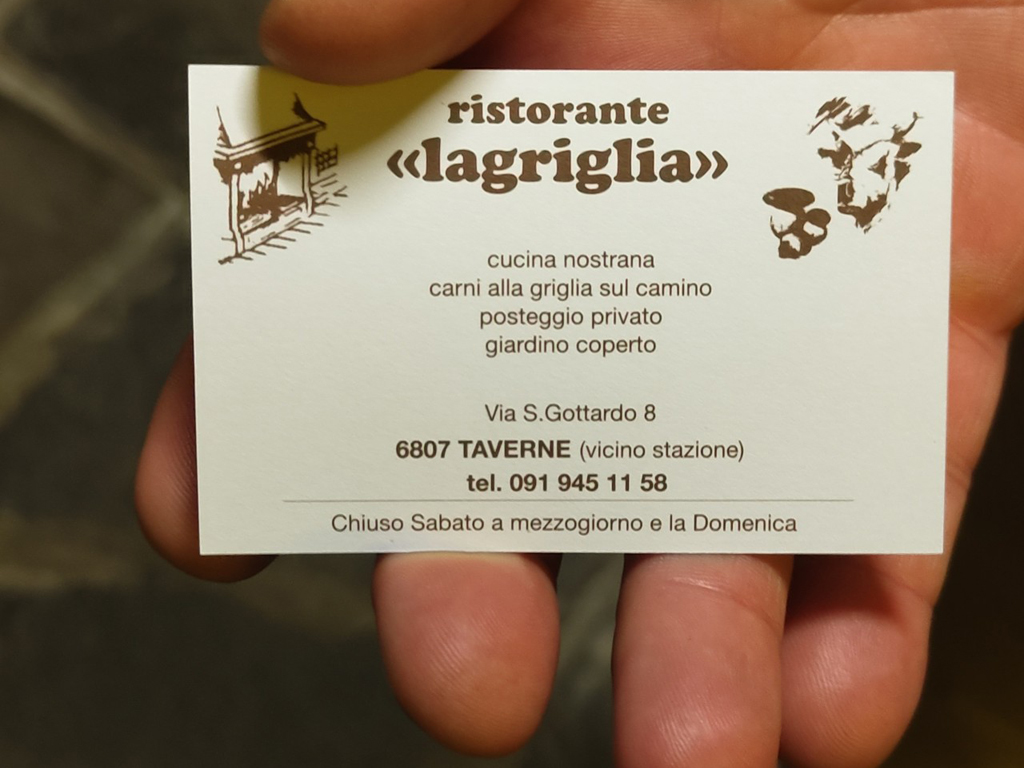 ristorante
«lagriglia»
cucina nostrana
carni alla griglia sul camino
posteggio privato
giardino coperto
Via S.Gottardo 8
6807 TAVERNE (vicino stazione)
tel. 091 945 11 58
Chiuso Sabato a mezzogiorno e la Domenica